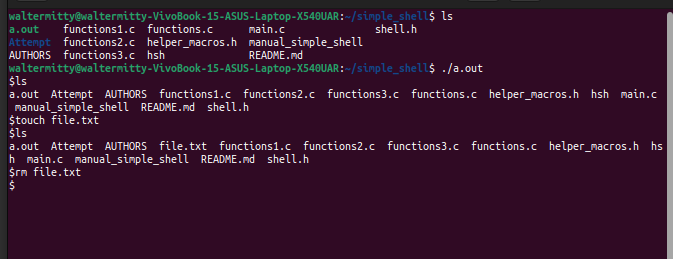 waltermitty@waltermitty-VivoBook-15-ASUS-Laptop-X540UAR:~/simple_shell$ ls
a.out functions1.c functions.c main.c shell.h
Attempt functions2.c helper_macros.h manual_simple_shell
AUTHORS functions3.c hsh README.md
waltermitty@waltermitty-VivoBook-15-ASUS-Laptop-X540UAR:~/simple_shell$ ./a.out
$ls
a.out Attempt AUTHORS functions1.c functions2.c functions3.c functions.c helper_macros.h hsh main.c
manual_simple_shell README.md shell.h
$touch file.txt
$ls
a.out Attempt AUTHORS file.txt functions1.c functions2.c functions3.c functions.c helper_macros.h hs
h main.c manual_simple_shell README.md shell.h
$rm file.txt
$